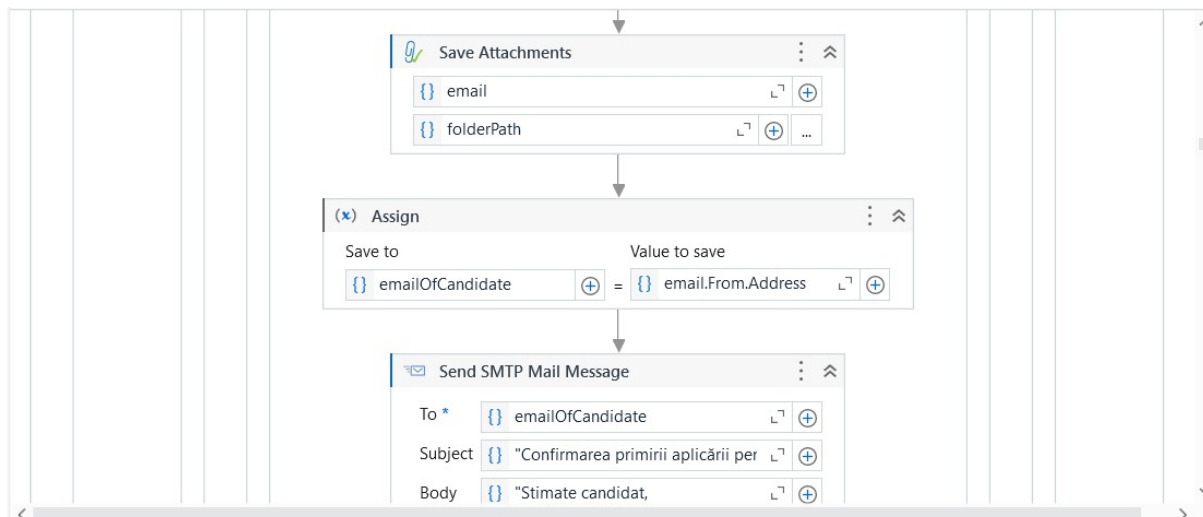 Save Attachments
email
folderPath
...
(x) Assign
Save to
Value to save
{} emailOfCandidate = {} email.From.Address
Send SMTP Mail Message
To * {} emailOfCandidate
Subject {} "Confirmarea primirii aplicării per
Body {} "Stimate candidat,